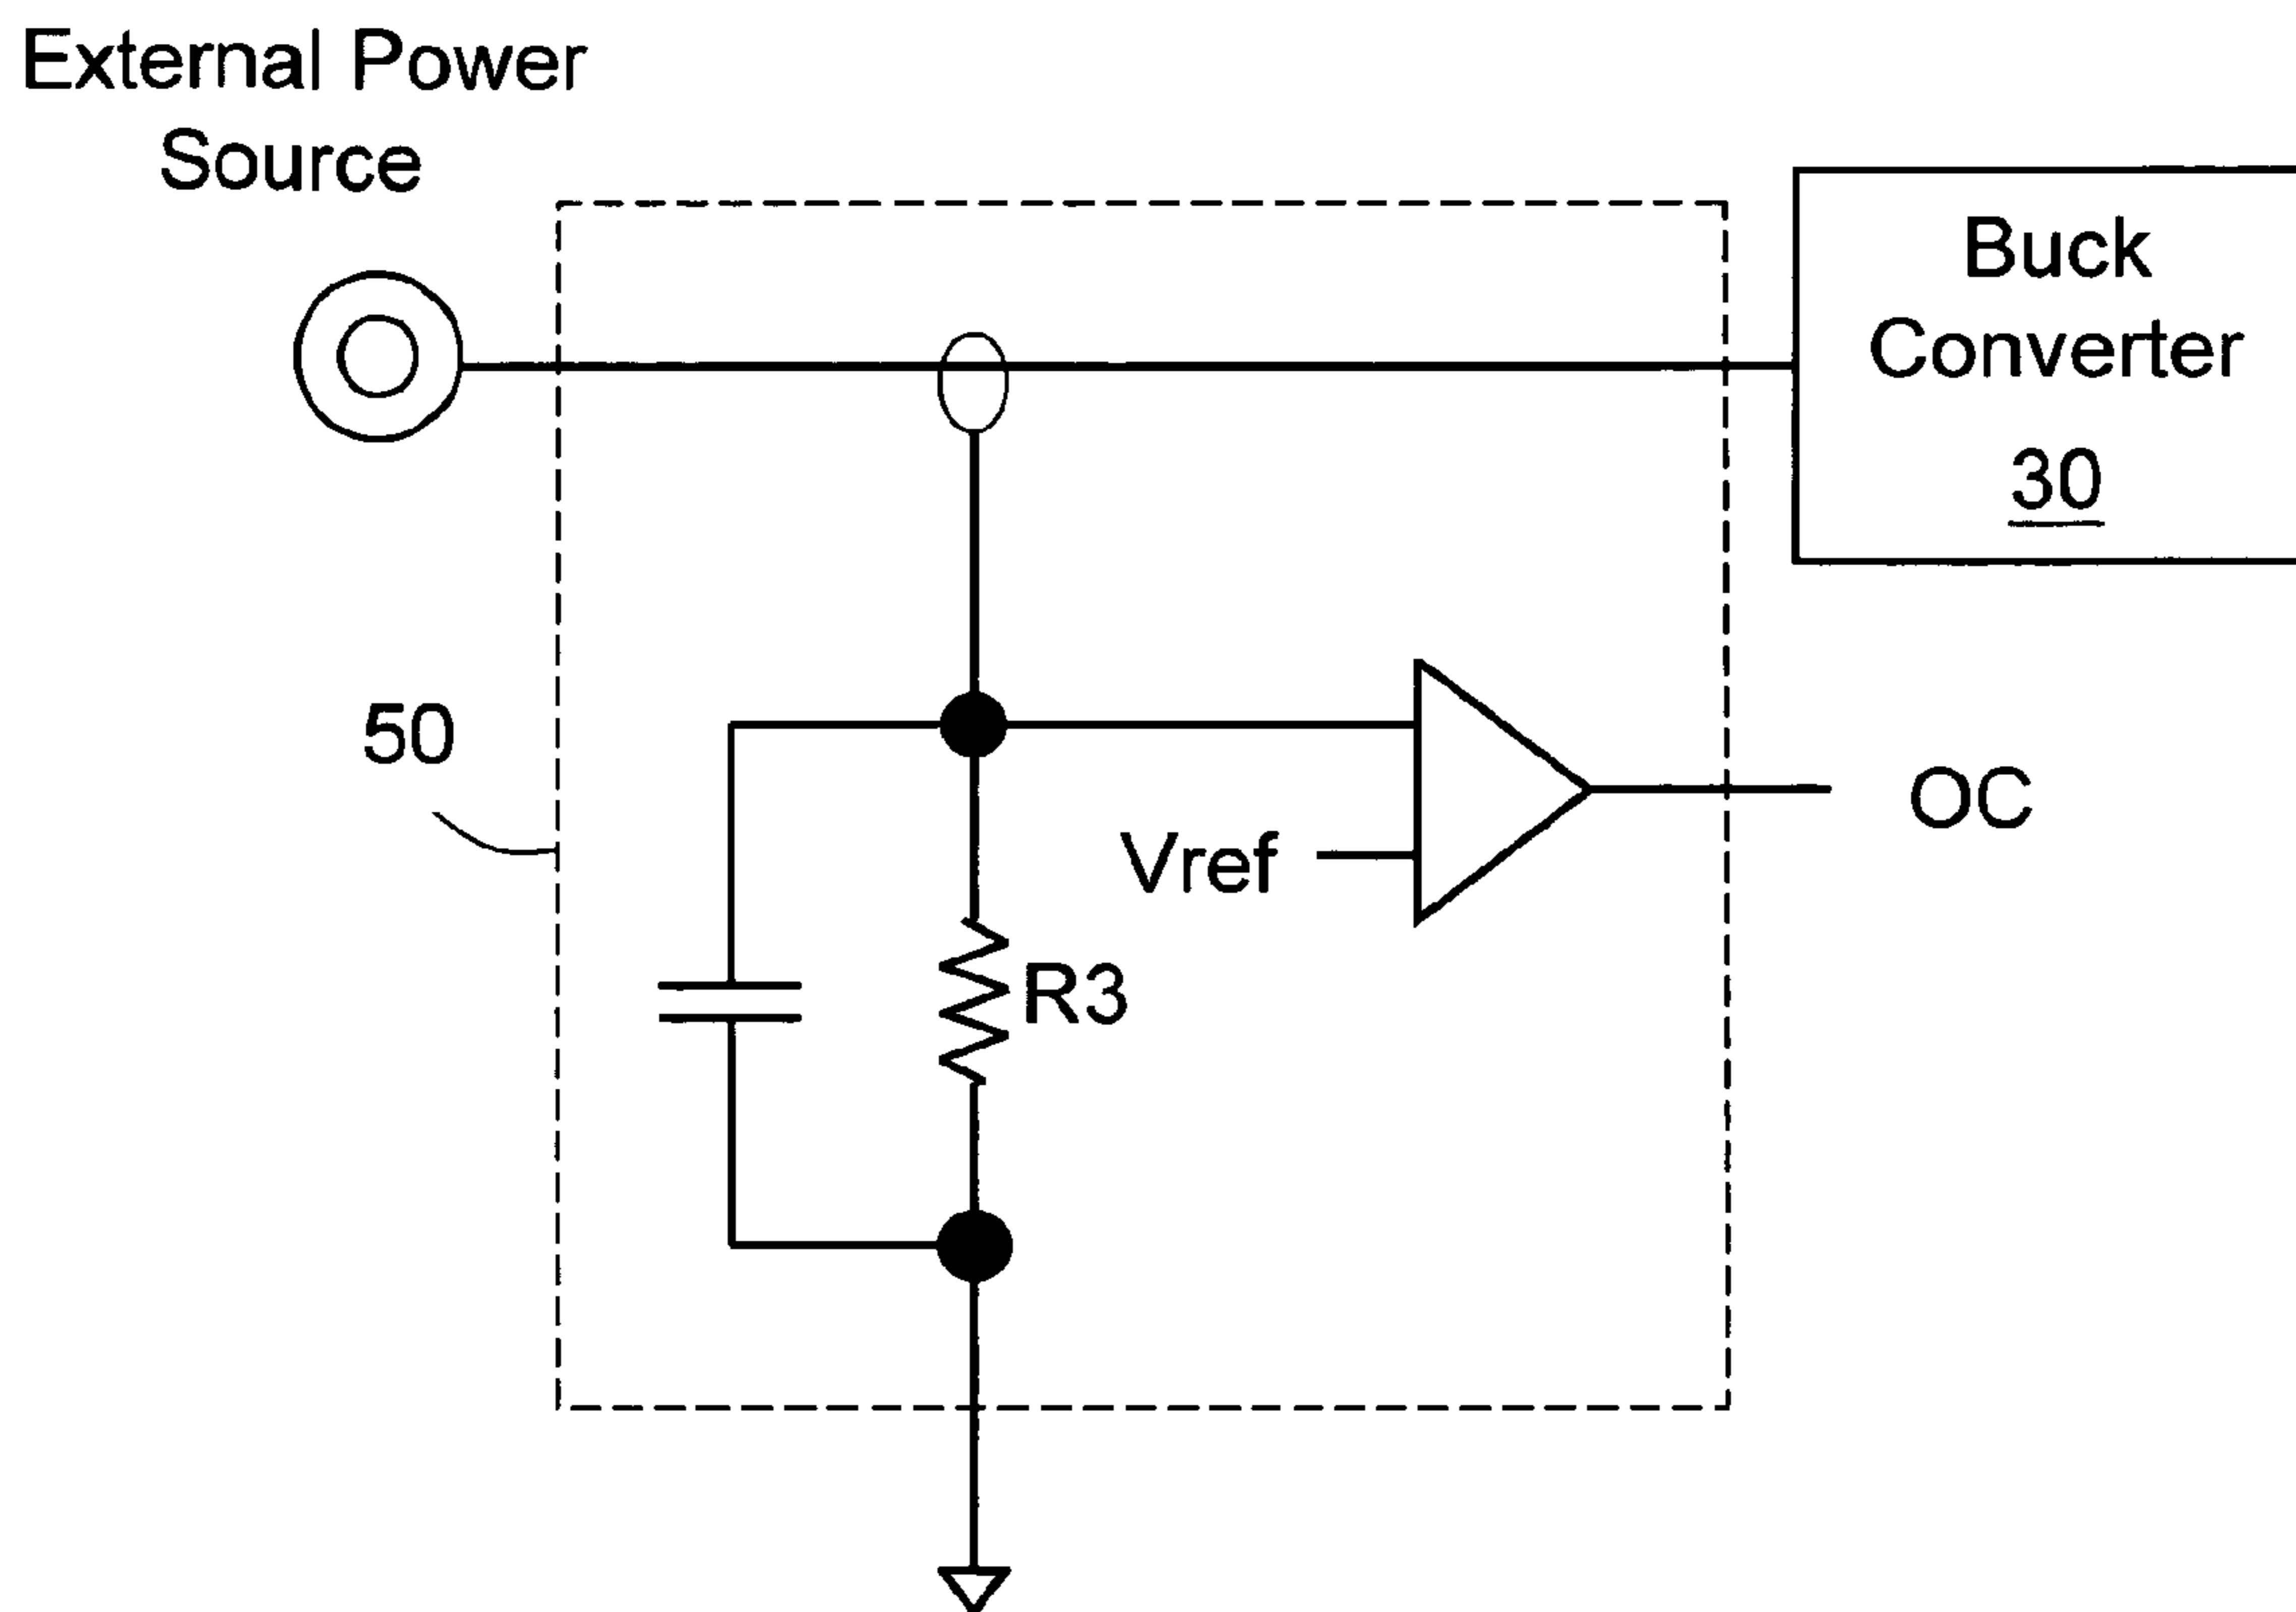 External Power
Source
Buck
Converter
30
50
OC
Vref
R3